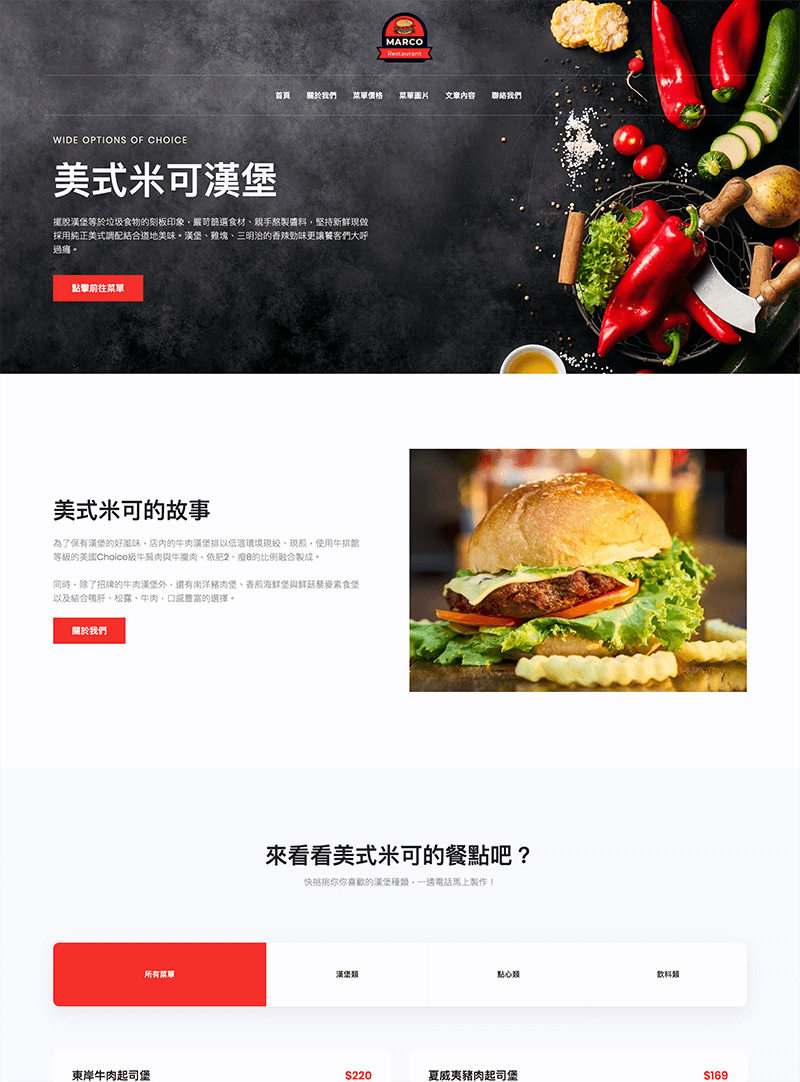 MARCO
Restaurant
首頁 關於我們 菜單價格 菜單圖片 文章內容 聯絡我們
WIDE OPTIONS OF CHOICE
美式米可漢堡
擺脫漢堡等於垃圾食物的刻板印象，嚴苛篩選食材、親手熬製醬料，堅持新鮮現做
採用純正美式調配結合道地美味。漢堡、雞塊、三明治的香辣勁味更讓饕客們大呼
過癮。
點擊前往菜單
美式米可的故事
為了保有漢堡的好風味，店內的牛肉漢堡排以低溫環境現絞、現煎，使用牛排館
等級的美國Choice級牛肩肉與牛腹肉，依肥2、瘦8的比例融合製成。
同時，除了招牌的牛肉漢堡外，還有南洋豬肉堡、香煎海鮮堡與鮮菇藜麥素食堡
以及結合鴨肝、松露、牛肉，口感豐富的選擇。
關於我們
來看看美式米可的餐點吧？
快挑挑你你喜歡的漢堡種類，一通電話馬上製作！
所有菜單 漢堡類 點心類 飲料類
東岸牛肉起司堡 $220 夏威夷豬肉起司堡 $169